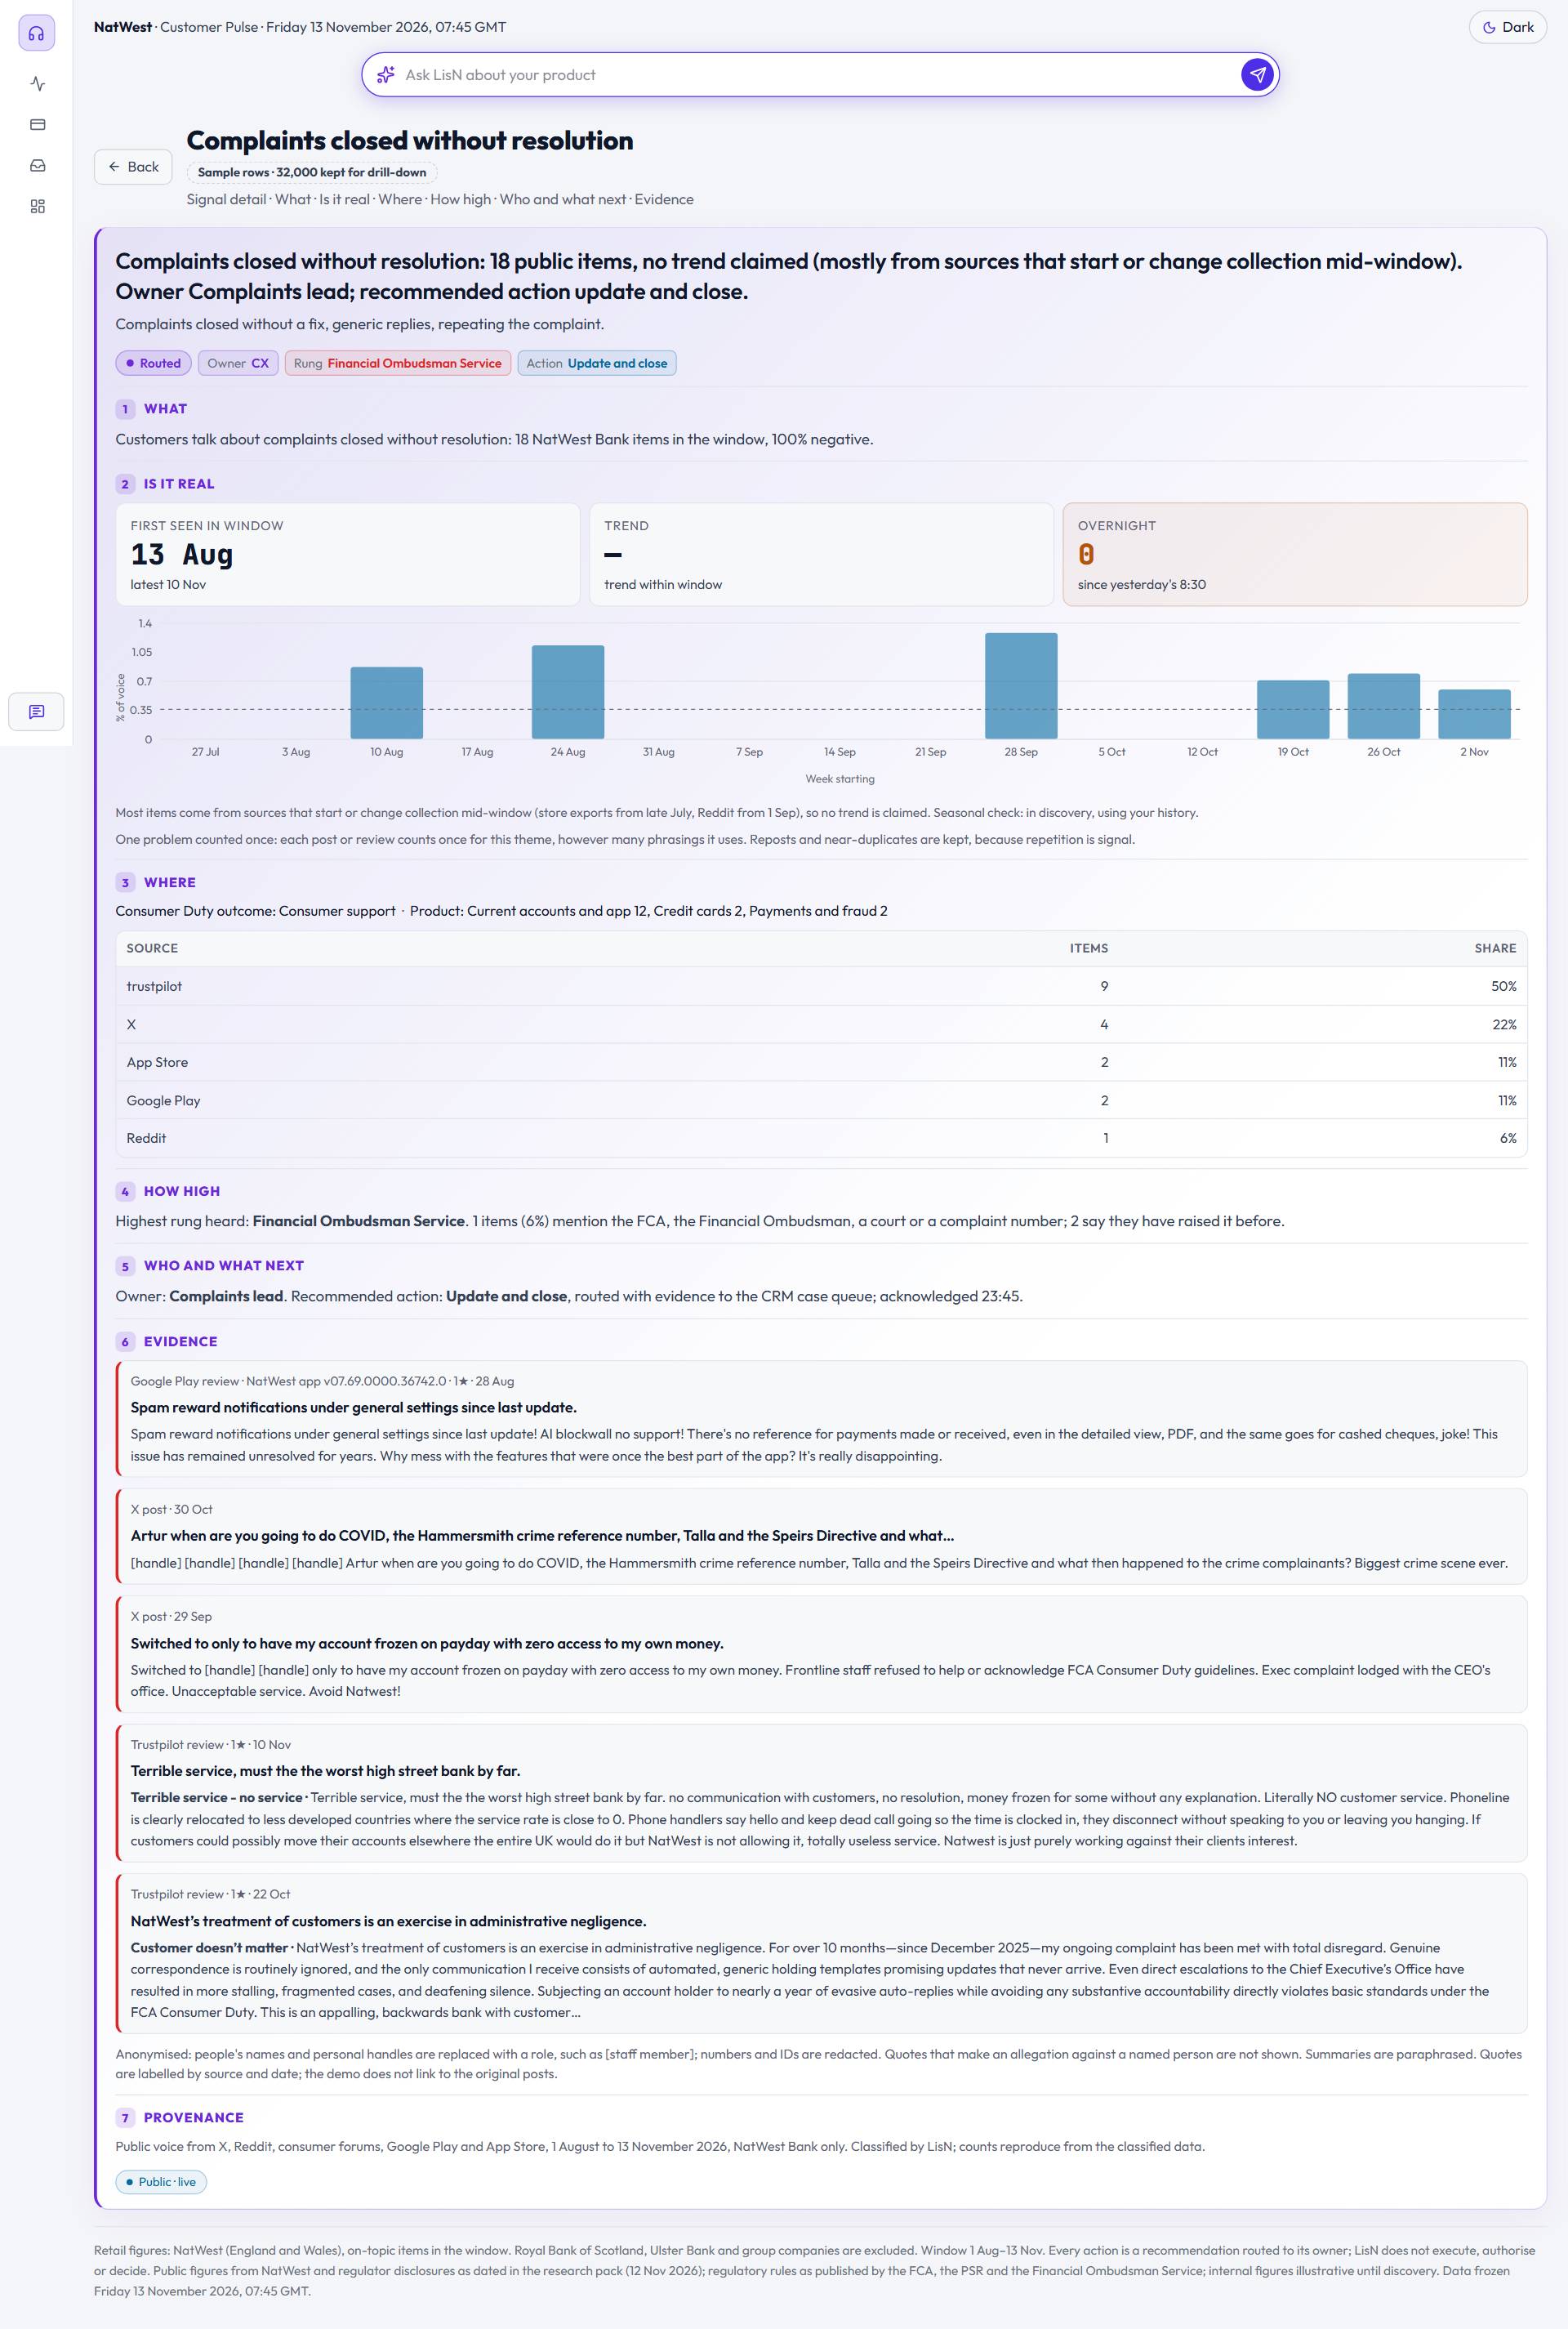 NatWest · Customer Pulse · Friday 13 November 2026, 07:45 GMT
Dark
Ask LisN about your product
Back
Complaints closed without resolution
Sample rows · 32,000 kept for drill-down
Signal detail · What · Is it real · Where · How high · Who and what next · Evidence
Complaints closed without resolution: 18 public items, no trend claimed (mostly from sources that start or change collection mid-window).
Owner Complaints lead; recommended action update and close.
Complaints closed without a fix, generic replies, repeating the complaint.
Routed
Owner CX
Rung Financial Ombudsman Service
Action Update and close
1 WHAT
Customers talk about complaints closed without resolution: 18 NatWest Bank items in the window, 100% negative.
2 IS IT REAL
FIRST SEEN IN WINDOW
13 Aug
latest 10 Nov
TREND
—
trend within window
OVERNIGHT
0
since yesterday's 8:30
% of voice
1.4
1.05
0.7
0.35
0
27 Jul 3 Aug 10 Aug 17 Aug 24 Aug 31 Aug 7 Sep 14 Sep 21 Sep 28 Sep 5 Oct 12 Oct 19 Oct 26 Oct 2 Nov
Week starting
Most items come from sources that start or change collection mid-window (store exports from late July, Reddit from 1 Sep), so no trend is claimed. Seasonal check: in discovery, using your history.
One problem counted once: each post or review counts once for this theme, however many phrasings it uses. Reposts and near-duplicates are kept, because repetition is signal.
3 WHERE
Consumer Duty outcome: Consumer support · Product: Current accounts and app 12, Credit cards 2, Payments and fraud 2
SOURCE ITEMS SHARE
trustpilot 9 50%
X 4 22%
App Store 2 11%
Google Play 2 11%
Reddit 1 6%
4 HOW HIGH
Highest rung heard: Financial Ombudsman Service. 1 items (6%) mention the FCA, the Financial Ombudsman, a court or a complaint number; 2 say they have raised it before.
5 WHO AND WHAT NEXT
Owner: Complaints lead. Recommended action: Update and close, routed with evidence to the CRM case queue; acknowledged 23:45.
6 EVIDENCE
Google Play review · NatWest app v07.69.0000.36742.0 · 1★ · 28 Aug
Spam reward notifications under general settings since last update.
Spam reward notifications under general settings since last update! AI blockwall no support! There's no reference for payments made or received, even in the detailed view, PDF, and the same goes for cashed cheques, joke! This
issue has remained unresolved for years. Why mess with the features that were once the best part of the app? It's really disappointing.
X post · 30 Oct
Artur when are you going to do COVID, the Hammersmith crime reference number, Talla and the Speirs Directive and what…
[handle] [handle] [handle] [handle] Artur when are you going to do COVID, the Hammersmith crime reference number, Talla and the Speirs Directive and what then happened to the crime complainants? Biggest crime scene ever.
X post · 29 Sep
Switched to only to have my account frozen on payday with zero access to my own money.
Switched to [handle] [handle] only to have my account frozen on payday with zero access to my own money. Frontline staff refused to help or acknowledge FCA Consumer Duty guidelines. Exec complaint lodged with the CEO's
office. Unacceptable service. Avoid Natwest!
Trustpilot review · 1★ · 10 Nov
Terrible service, must the the worst high street bank by far.
Terrible service - no service · Terrible service, must the the worst high street bank by far. no communication with customers, no resolution, money frozen for some without any explanation. Literally NO customer service. Phoneline
is clearly relocated to less developed countries where the service rate is close to 0. Phone handlers say hello and keep dead call going so the time is clocked in, they disconnect without speaking to you or leaving you hanging. If
customers could possibly move their accounts elsewhere the entire UK would do it but NatWest is not allowing it, totally useless service. Natwest is just purely working against their clients interest.
Trustpilot review · 1★ · 22 Oct
NatWest’s treatment of customers is an exercise in administrative negligence.
Customer doesn’t matter · NatWest’s treatment of customers is an exercise in administrative negligence. For over 10 months—since December 2025—my ongoing complaint has been met with total disregard. Genuine
correspondence is routinely ignored, and the only communication I receive consists of automated, generic holding templates promising updates that never arrive. Even direct escalations to the Chief Executive’s Office have
resulted in more stalling, fragmented cases, and deafening silence. Subjecting an account holder to nearly a year of evasive auto-replies while avoiding any substantive accountability directly violates basic standards under the
FCA Consumer Duty. This is an appalling, backwards bank with customer…
Anonymised: people's names and personal handles are replaced with a role, such as [staff member]; numbers and IDs are redacted. Quotes that make an allegation against a named person are not shown. Summaries are paraphrased. Quotes
are labelled by source and date; the demo does not link to the original posts.
7 PROVENANCE
Public voice from X, Reddit, consumer forums, Google Play and App Store, 1 August to 13 November 2026, NatWest Bank only. Classified by LisN; counts reproduce from the classified data.
Public · live
Retail figures: NatWest (England and Wales), on-topic items in the window. Royal Bank of Scotland, Ulster Bank and group companies are excluded. Window 1 Aug–13 Nov. Every action is a recommendation routed to its owner; LisN does not execute, authorise
or decide. Public figures from NatWest and regulator disclosures as dated in the research pack (12 Nov 2026); regulatory rules as published by the FCA, the PSR and the Financial Ombudsman Service; internal figures illustrative until discovery. Data frozen
Friday 13 November 2026, 07:45 GMT.